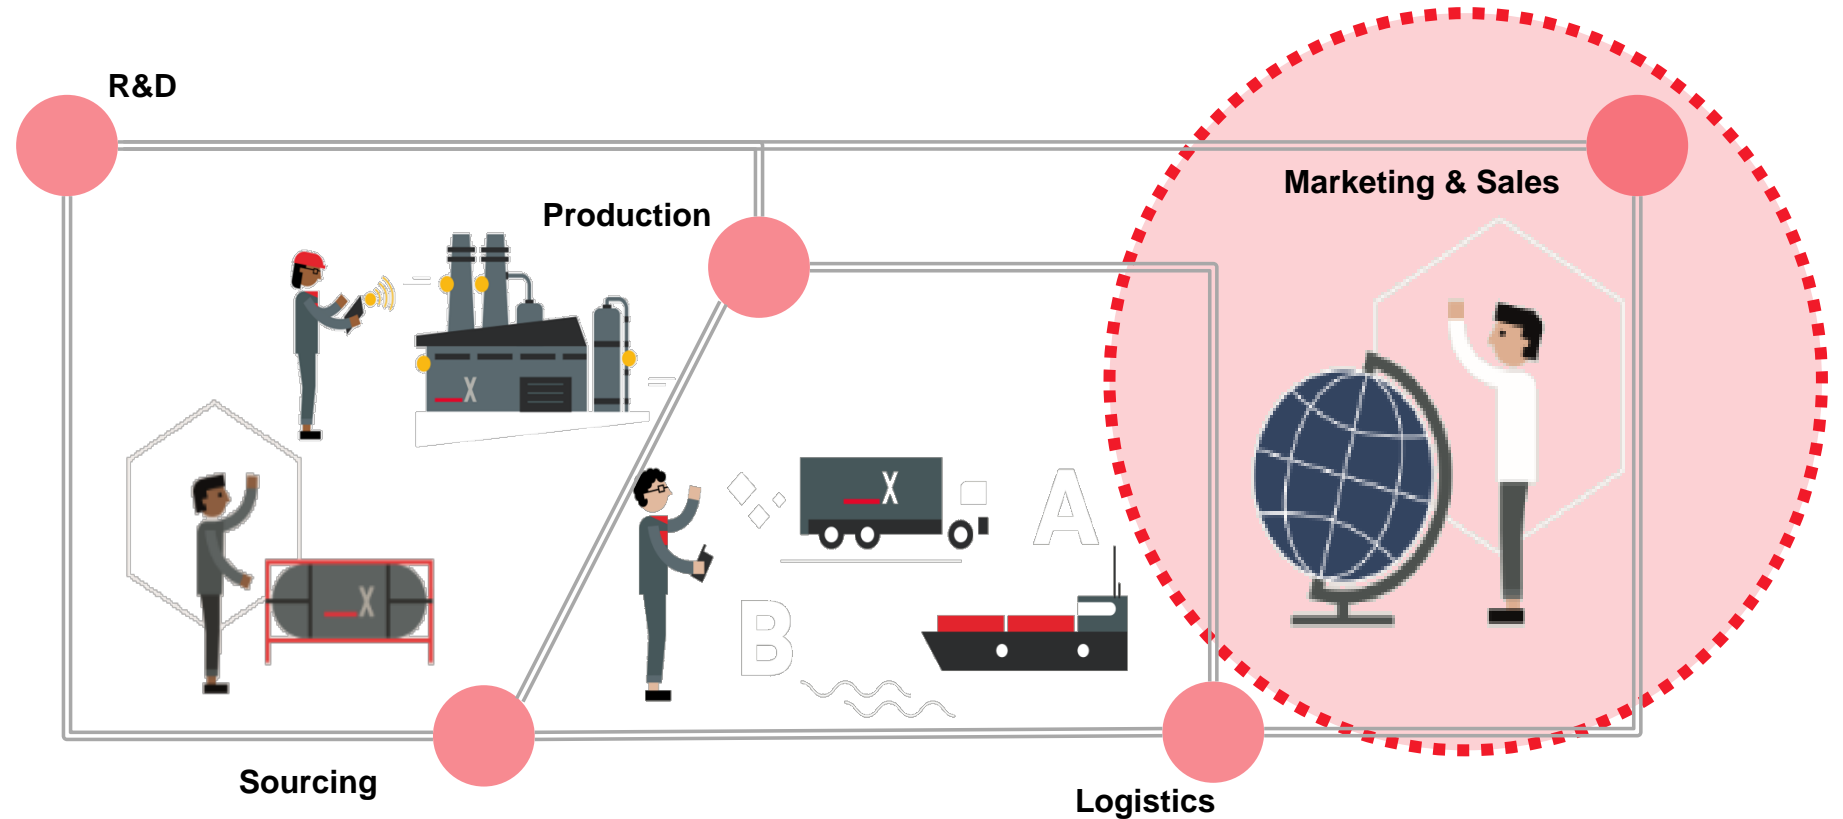 R&D
Marketing & Sales
Production
X
X
A
X
B
Sourcing
Logistics